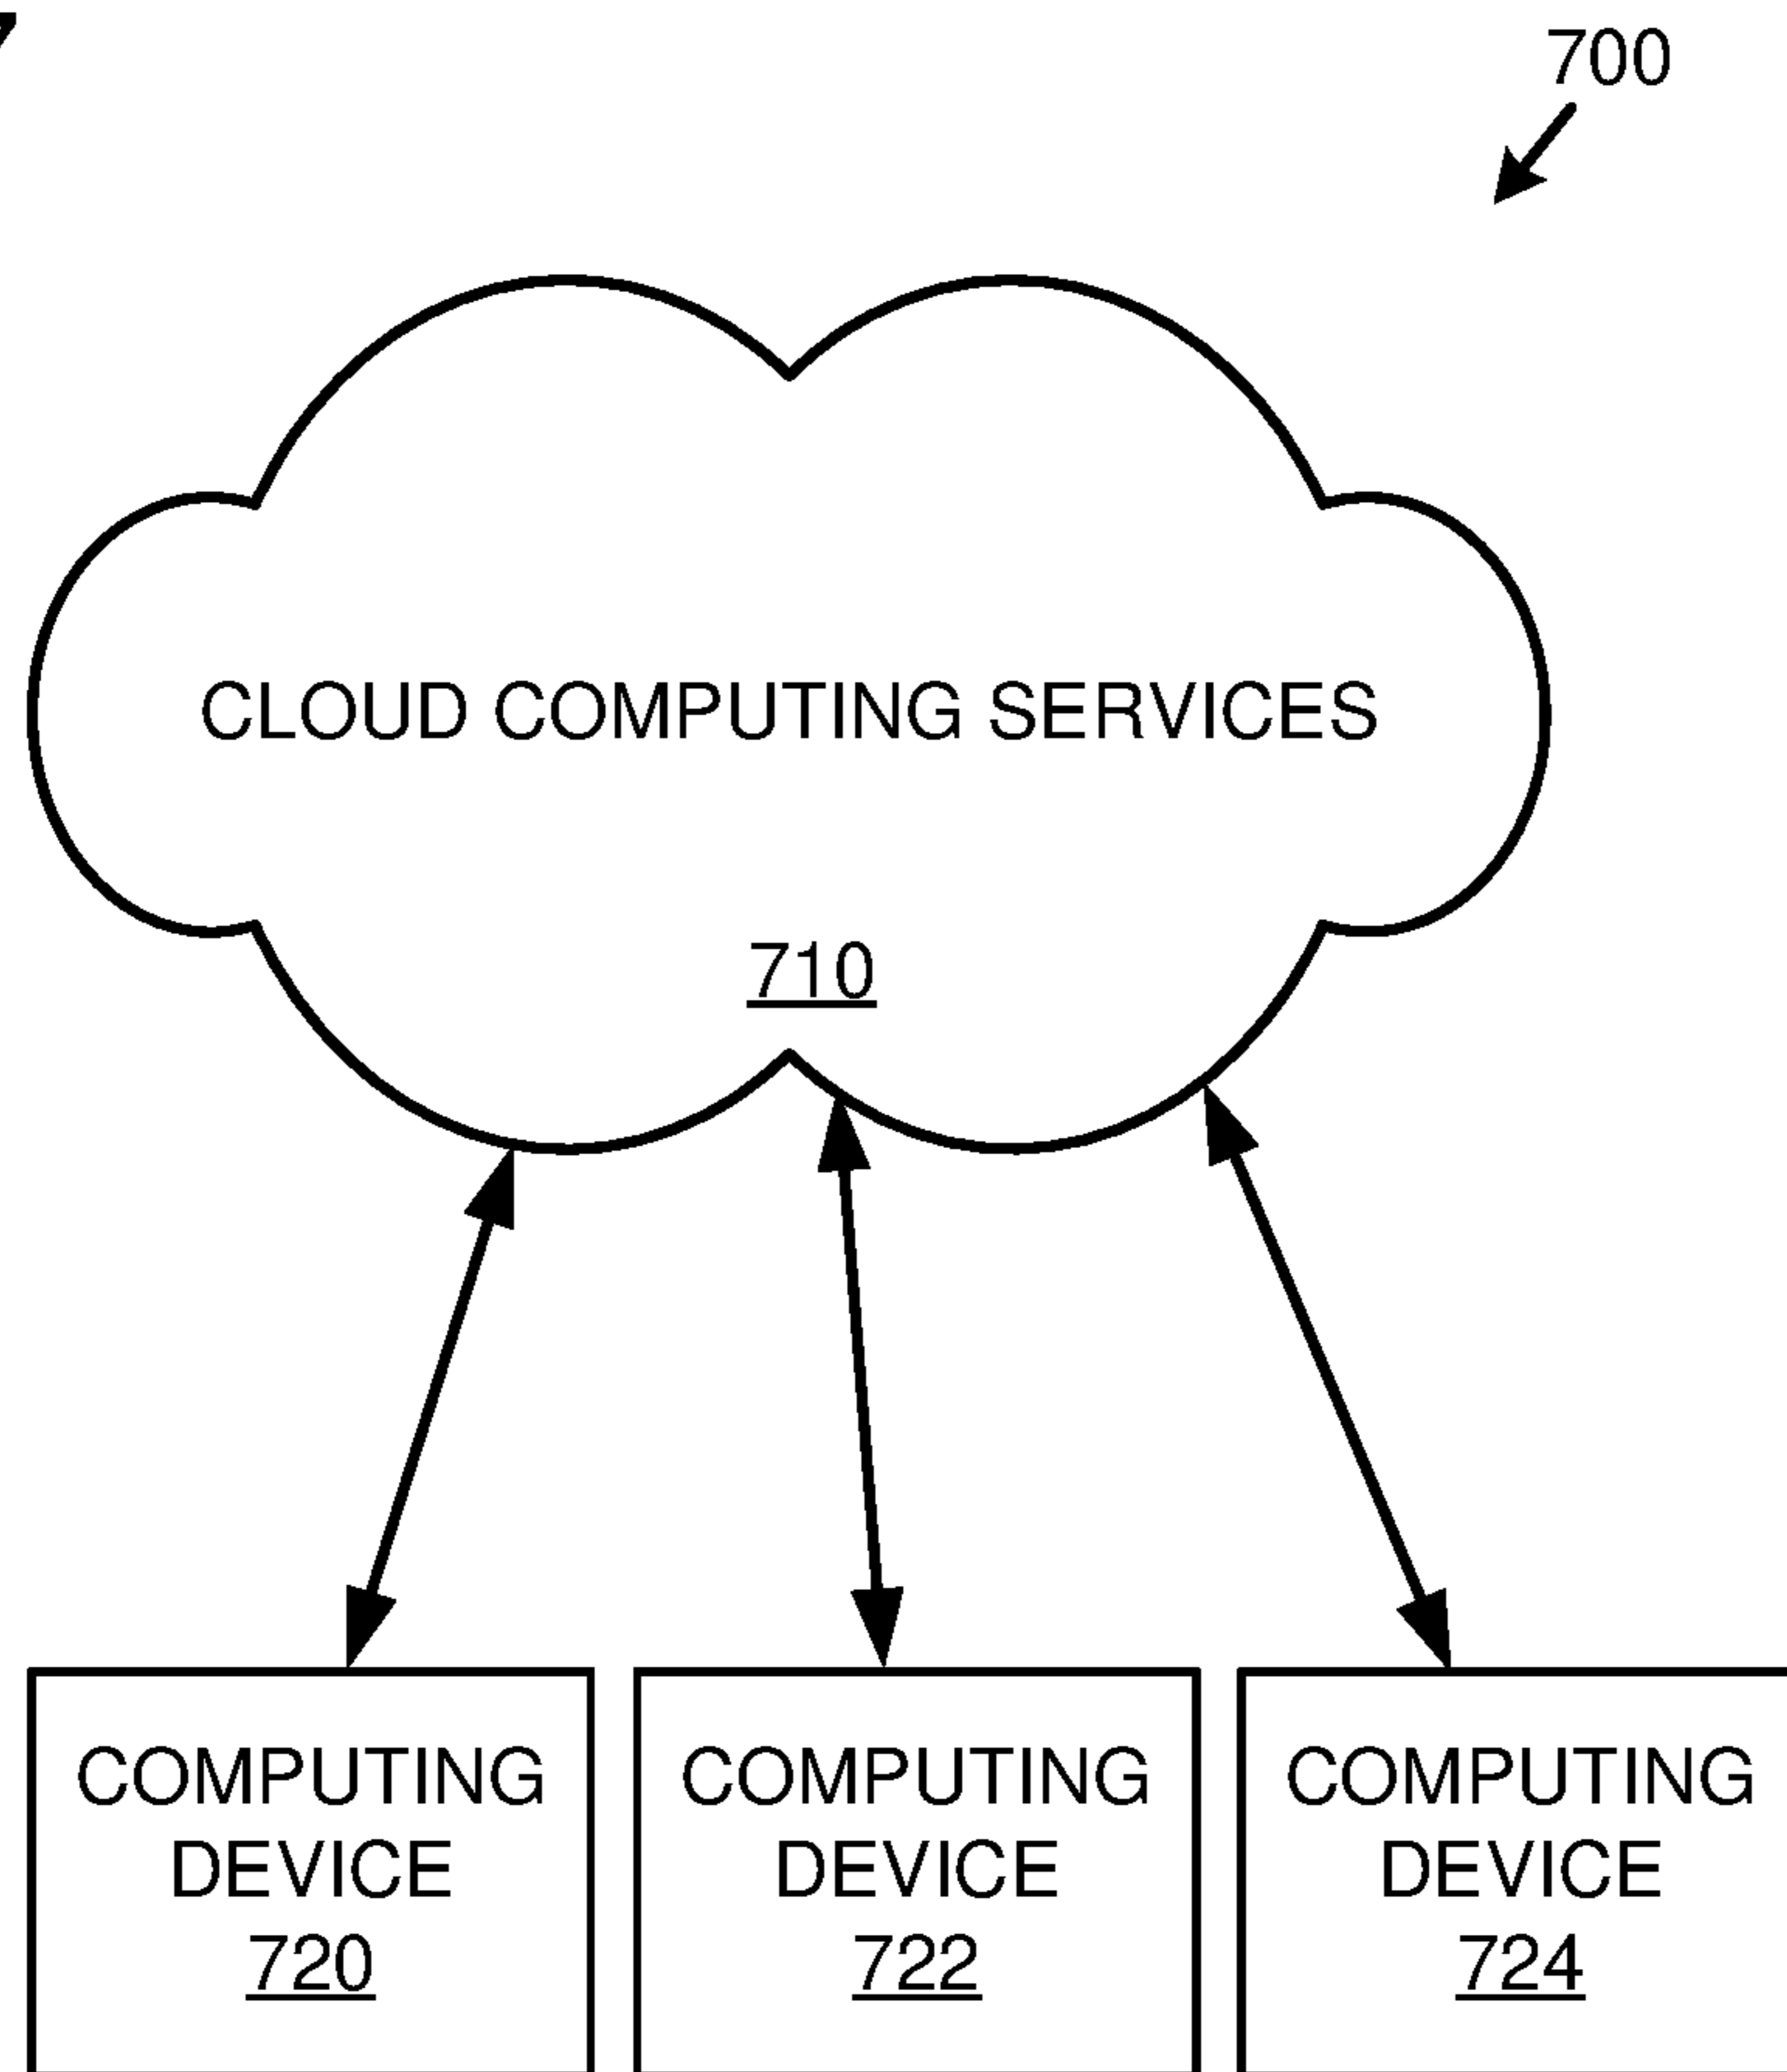 700
CLOUD COMPUTING SERVICES
710
COMPUTING
DEVICE
720
COMPUTING
DEVICE
722
COMPUTING
DEVICE
724